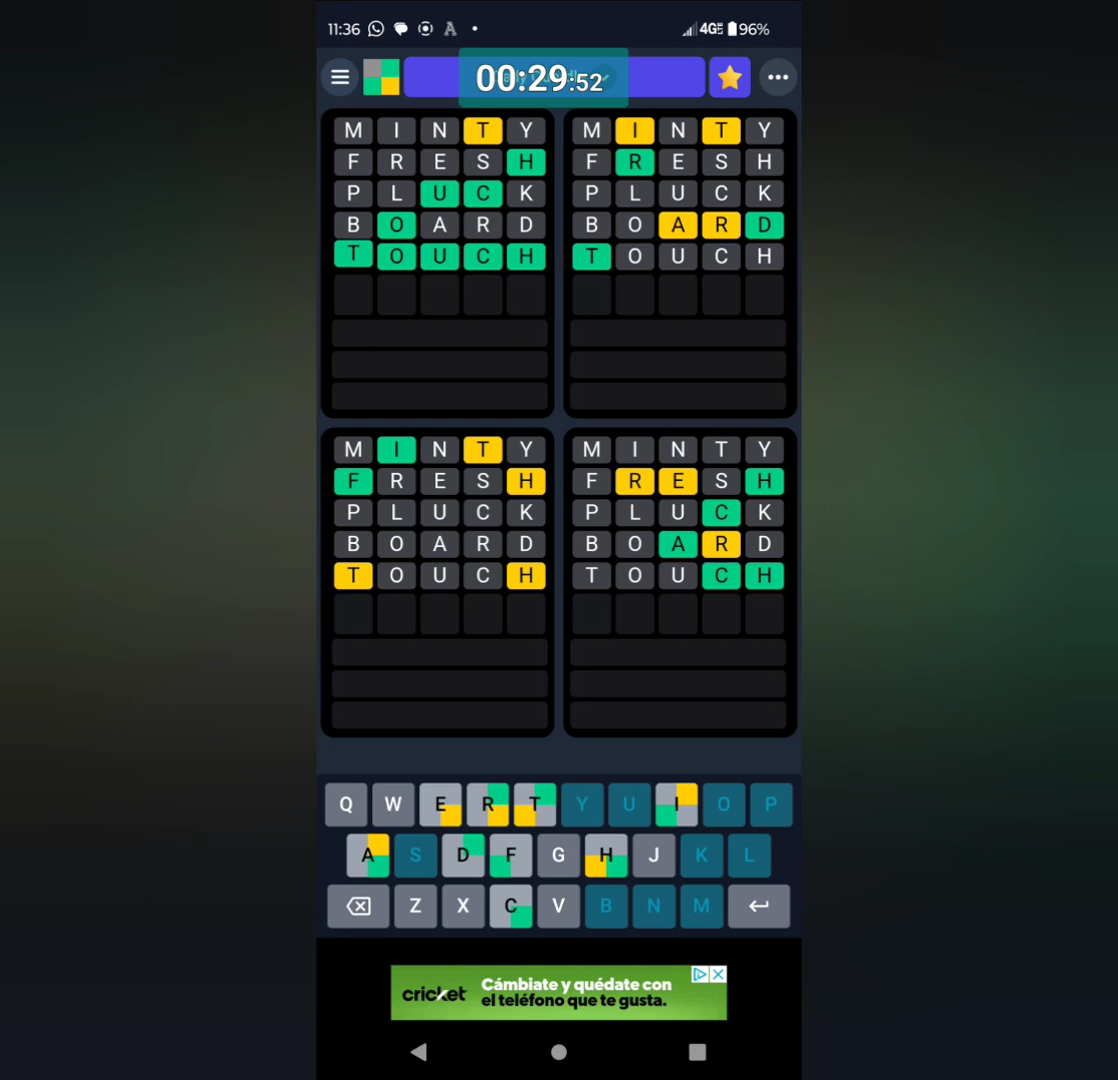 11:36 4G 96%
00:29:52
M I N T Y
F R E S H
P L U C K
B O A R D
T O U C H
M I N T Y
F R E S H
P L U C K
B O A R D
T O U C H
M I N T Y
F R E S H
P L U C K
B O A R D
T O U C H
M I N T Y
F R E S H
P L U C K
B O A R D
T O U C H
Q W E R T Y U I O P
A S D F G H J K L
Z X C V B N M
cricket
Cámbiate y quédate con
el teléfono que te gusta.